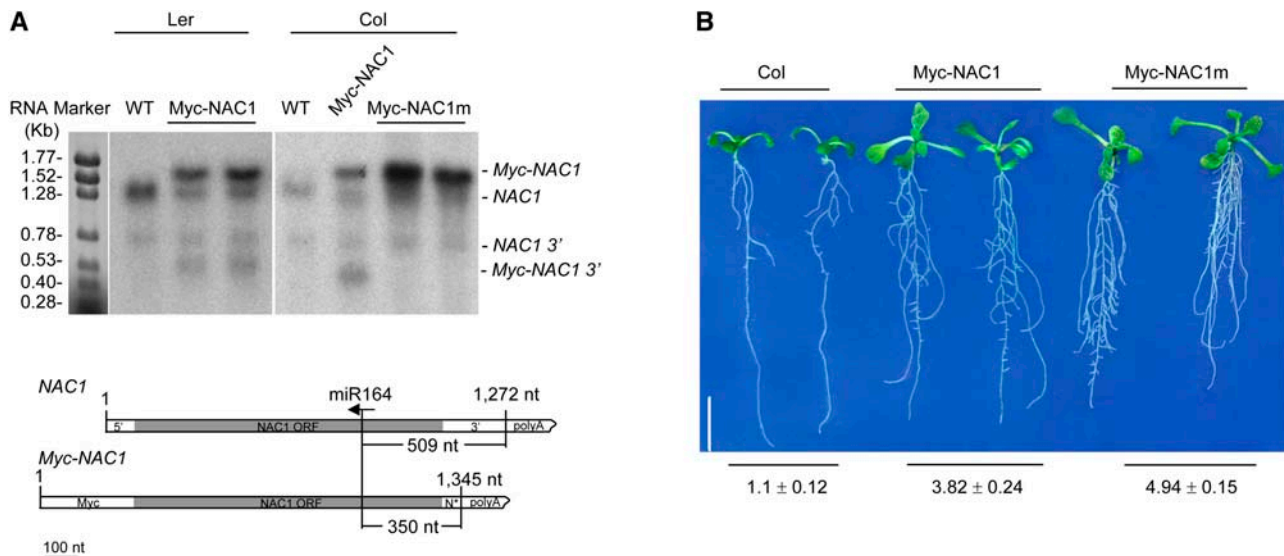 A
Ler
Col
RNA Marker
(Kb)
WT
Myc-NAC1
WT
Myc-NAC1
Myc-NAC1m
1.77-
1.52-
1.28-
0.78-
0.53-
0.40-
0.28-
- Myc-NAC1
- NAC1
- NAC1 3'
- Myc-NAC1 3'
NAC1
1
miR164
1,272 nt
5'
NAC1 ORF
3'
polyA
509 nt
Myc-NAC1
1
1,345 nt
Myc
NAC1 ORF
N*
polyA
350 nt
100 nt
B
Col
Myc-NAC1
Myc-NAC1m
1.1 ± 0.12
3.82 ± 0.24
4.94 ± 0.15